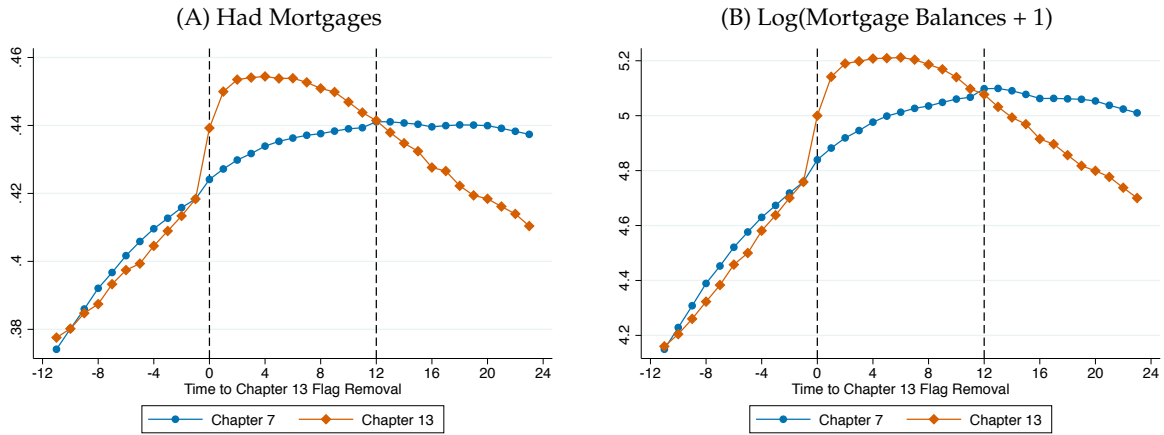 (A) Had Mortgages
.46
.44
.42
.4
.38
-12 -8 -4 0 4 8 12 16 20 24
Time to Chapter 13 Flag Removal
Chapter 7 Chapter 13
(B) Log(Mortgage Balances + 1)
5.2
5
4.8
4.6
4.4
4.2
-12 -8 -4 0 4 8 12 16 20 24
Time to Chapter 13 Flag Removal
Chapter 7 Chapter 13